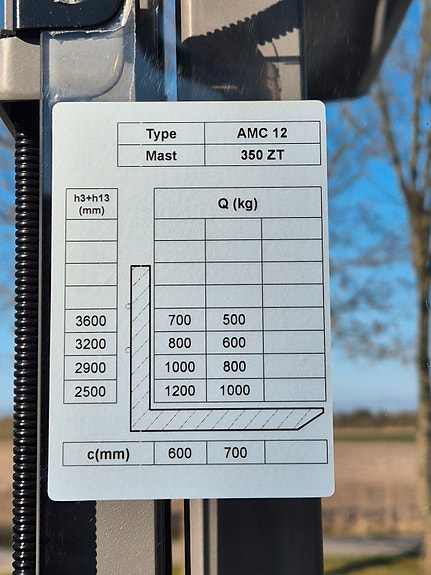 Type AMC 12
Mast 350 ZT
h3+h13 (mm) Q (kg)
3600 700 500
3200 800 600
2900 1000 800
2500 1200 1000
c(mm) 600 700